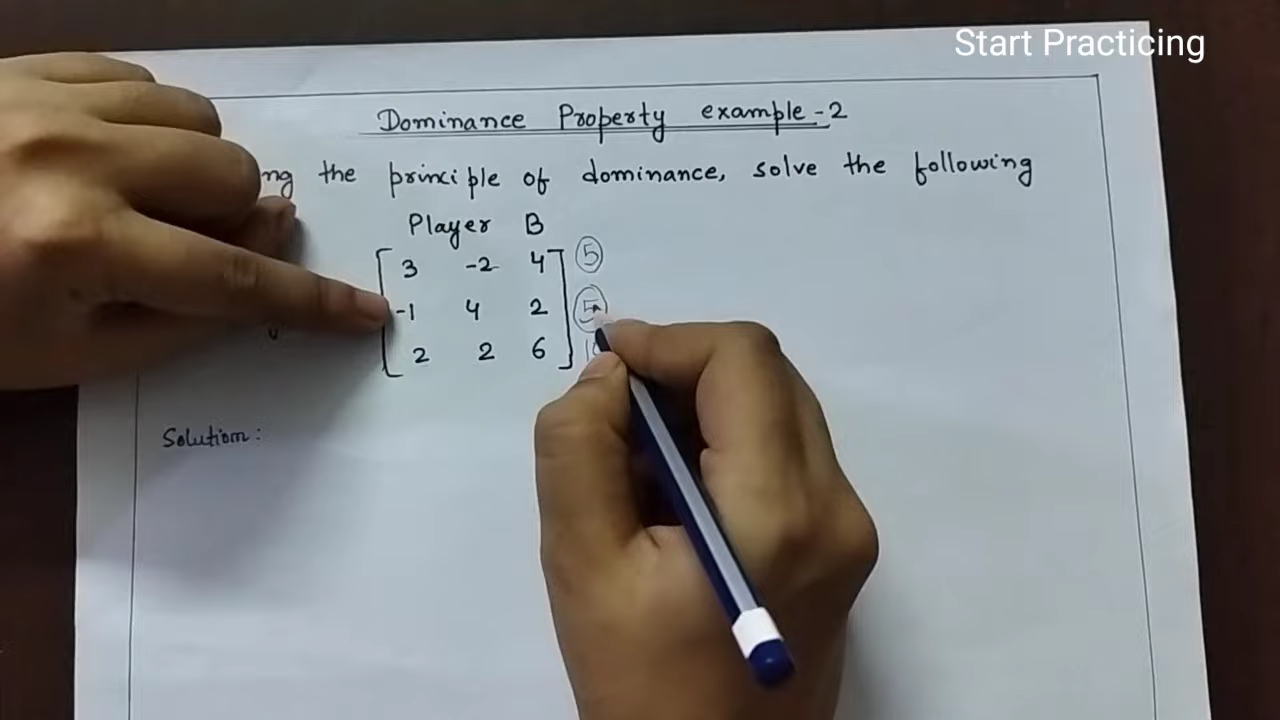 Start Practicing
Dominance Property example-2
the principle of dominance, solve the following
Player B
3 -2 4 5
-1 4 2 5
2 2 6
Solution: